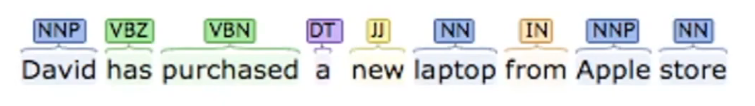 NNP VBZ VBN DT JJ NN IN NNP NN
David has purchased a new laptop from Apple store